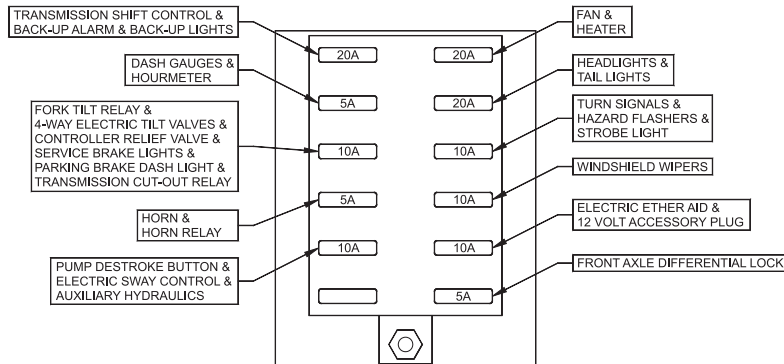 TRANSMISSION SHIFT CONTROL &
BACK-UP ALARM & BACK-UP LIGHTS
DASH GAUGES &
HOURMETER
FORK TILT RELAY &
4-WAY ELECTRIC TILT VALVES &
CONTROLLER RELIEF VALVE &
SERVICE BRAKE LIGHTS &
PARKING BRAKE DASH LIGHT &
TRANSMISSION CUT-OUT RELAY
HORN &
HORN RELAY
PUMP DESTROKE BUTTON &
ELECTRIC SWAY CONTROL &
AUXILIARY HYDRAULICS
20A 20A
5A 20A
10A 10A
5A 10A
10A 10A
5A
FAN &
HEATER
HEADLIGHTS &
TAIL LIGHTS
TURN SIGNALS &
HAZARD FLASHERS &
STROBE LIGHT
WINDSHIELD WIPERS
ELECTRIC ETHER AID &
12 VOLT ACCESSORY PLUG
FRONT AXLE DIFFERENTIAL LOCK